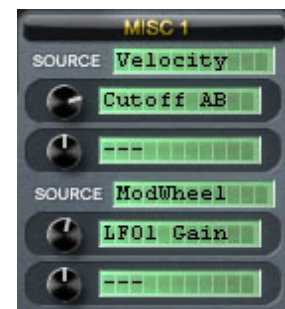 MISC 1
SOURCE Velocity
Cutoff AB
---
SOURCE ModWheel
LFO1 Gain
---